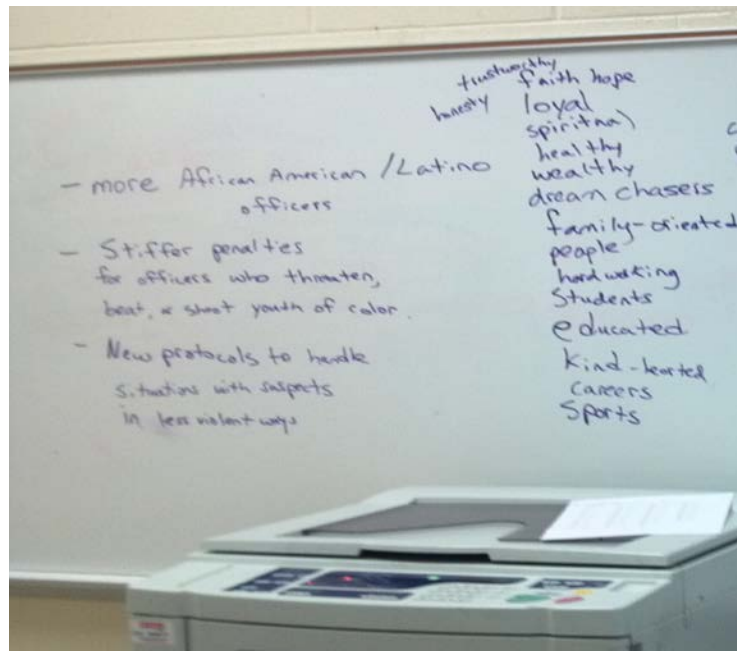 - more African American / Latino
officers
- Stiffer penalties
for officers who threaten,
beat, or shoot youth of color.
- New protocols to handle
situations with suspects
in less violent ways
trustworthy
honesty
faith hope
loyal
spiritual
healthy
wealthy
dream chasers
family-oriented
people
hardworking
Students
educated
Kind-hearted
careers
Sports